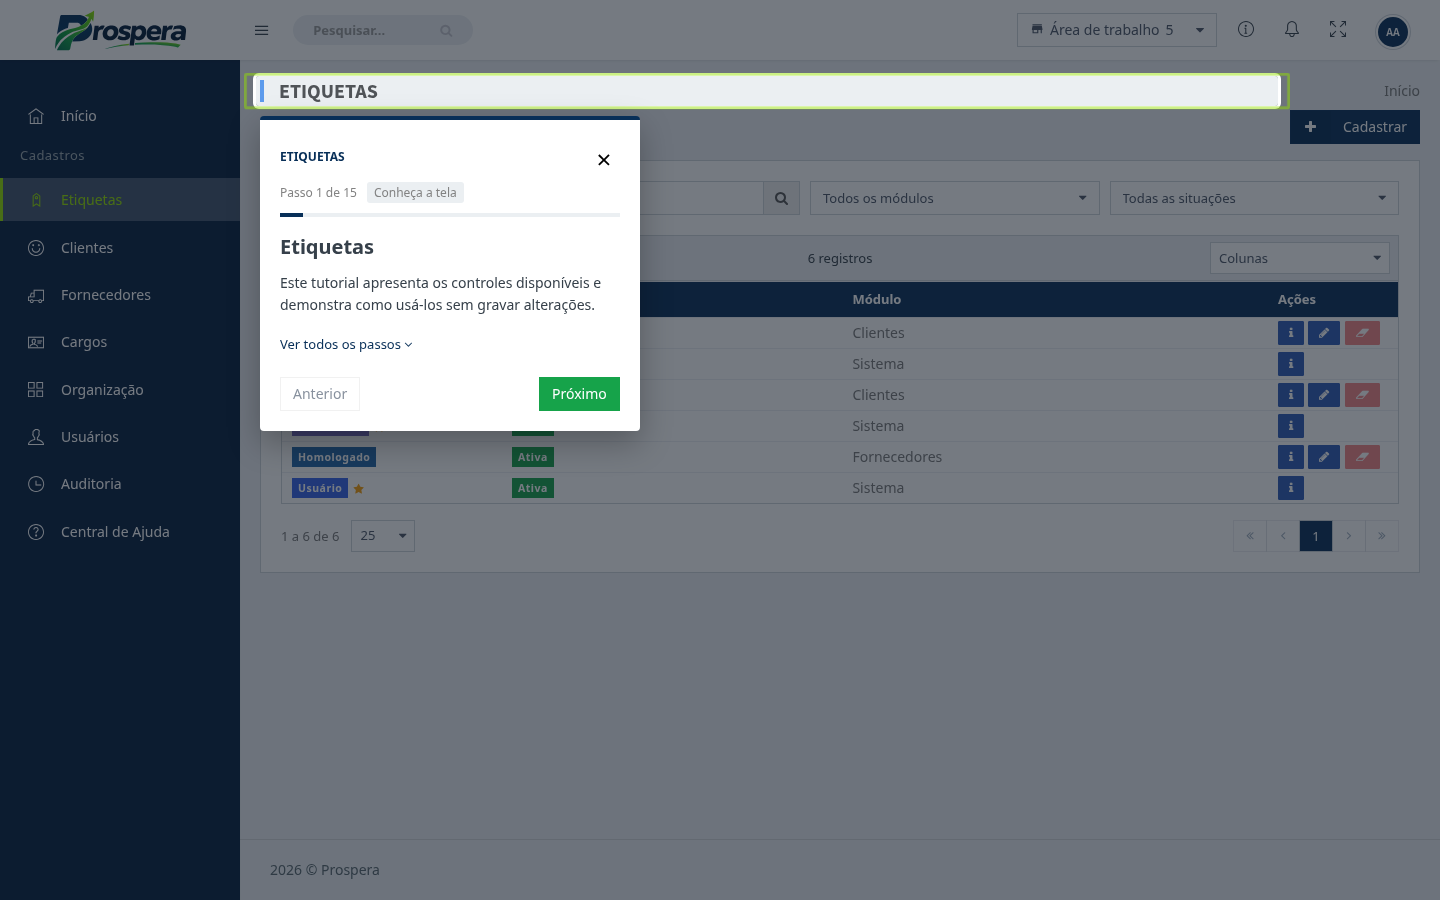 Prospera
Pesquisar...
Área de trabalho 5
AA
ETIQUETAS
Início
Cadastrar
Início
Cadastros
Etiquetas
Clientes
Fornecedores
Cargos
Organização
Usuários
Auditoria
Central de Ajuda
ETIQUETAS
Passo 1 de 15 Conheça a tela
Etiquetas
Este tutorial apresenta os controles disponíveis e
demonstra como usá-los sem gravar alterações.
Ver todos os passos
Anterior Próximo
Todos os módulos Todas as situações
6 registros Colunas
Módulo Ações
Clientes
Sistema
Clientes
Sistema
Homologado Ativa Fornecedores
Usuário Ativa Sistema
1 a 6 de 6 25 « ‹ 1 › »
2026 © Prospera